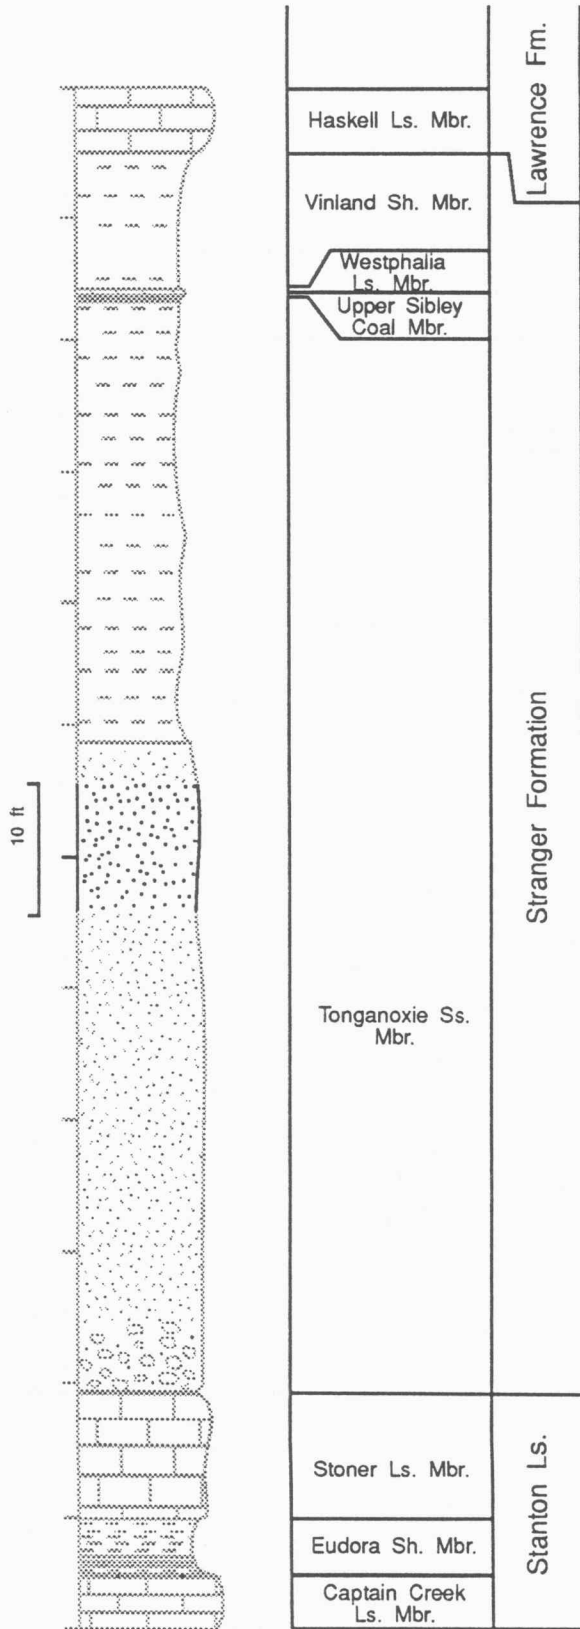 Lawrence Fm.
Haskell Ls. Mbr.
Vinland Sh. Mbr.
Westphalia
Ls. Mbr.
Upper Sibley
Coal Mbr.
Stranger Formation
10 ft
Tonganoxie Ss.
Mbr.
Stoner Ls. Mbr.
Stanton Ls.
Eudora Sh. Mbr.
Captain Creek
Ls. Mbr.